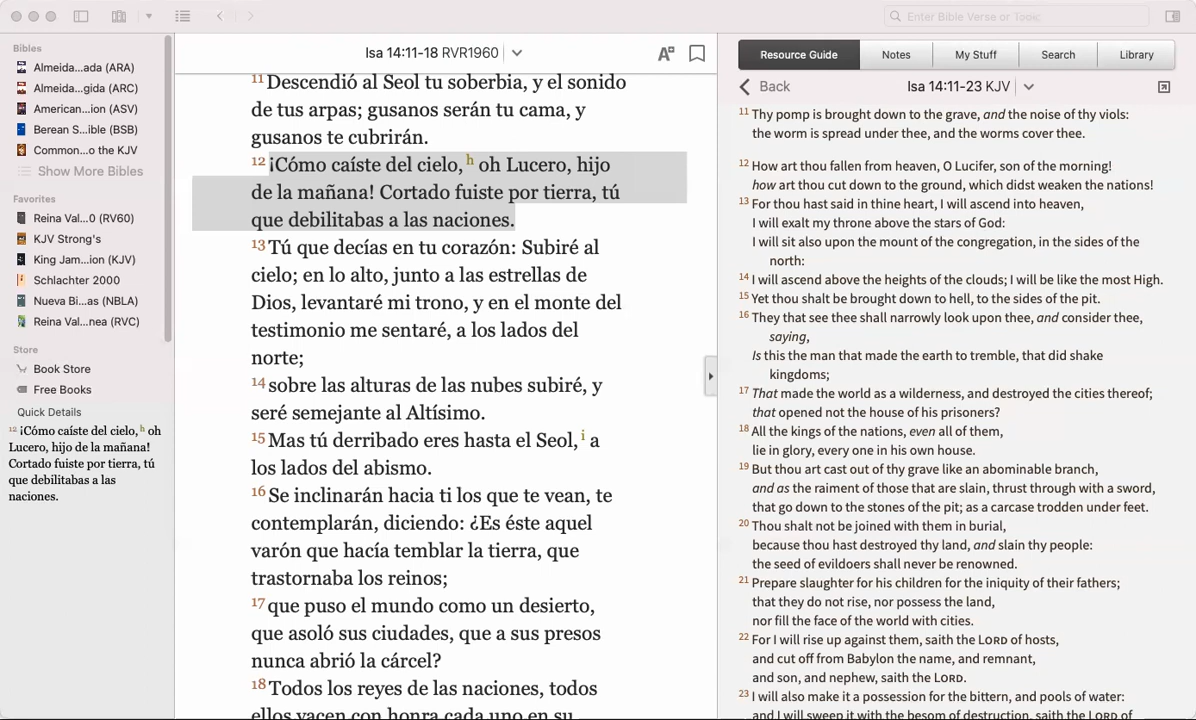 Enter Bible Verse or Topic
Bibles
Almeida...ada (ARA)
Almeida...gida (ARC)
American...ion (ASV)
Berean S...ible (BSB)
Common...o the KJV
Show More Bibles
Favorites
Reina Val...0 (RV60)
KJV Strong's
King Jam...ion (KJV)
Schlachter 2000
Nueva Bi...as (NBLA)
Reina Val...nea (RVC)
Store
Book Store
Free Books
Quick Details
12 ¡Cómo caíste del cielo, h oh
Lucero, hijo de la mañana!
Cortado fuiste por tierra, tú
que debilitabas a las
naciones.
Isa 14:11-18 RVR1960
11 Descendió al Seol tu soberbia, y el sonido
de tus arpas; gusanos serán tu cama, y
gusanos te cubrirán.
12 ¡Cómo caíste del cielo, h oh Lucero, hijo
de la mañana! Cortado fuiste por tierra, tú
que debilitabas a las naciones.
13 Tú que decías en tu corazón: Subiré al
cielo; en lo alto, junto a las estrellas de
Dios, levantaré mi trono, y en el monte del
testimonio me sentaré, a los lados del
norte;
14 sobre las alturas de las nubes subiré, y
seré semejante al Altísimo.
15 Mas tú derribado eres hasta el Seol, i a
los lados del abismo.
16 Se inclinarán hacia ti los que te vean, te
contemplarán, diciendo: ¿Es éste aquel
varón que hacía temblar la tierra, que
trastornaba los reinos;
17 que puso el mundo como un desierto,
que asoló sus ciudades, que a sus presos
nunca abrió la cárcel?
18 Todos los reyes de las naciones, todos
ellos yacen con honra cada uno en su
Resource Guide
Notes
My Stuff
Search
Library
Back
Isa 14:11-23 KJV
11 Thy pomp is brought down to the grave, and the noise of thy viols:
the worm is spread under thee, and the worms cover thee.
12 How art thou fallen from heaven, O Lucifer, son of the morning!
how art thou cut down to the ground, which didst weaken the nations!
13 For thou hast said in thine heart, I will ascend into heaven,
I will exalt my throne above the stars of God:
I will sit also upon the mount of the congregation, in the sides of the
north:
14 I will ascend above the heights of the clouds; I will be like the most High.
15 Yet thou shalt be brought down to hell, to the sides of the pit.
16 They that see thee shall narrowly look upon thee, and consider thee,
saying,
Is this the man that made the earth to tremble, that did shake
kingdoms;
17 That made the world as a wilderness, and destroyed the cities thereof;
that opened not the house of his prisoners?
18 All the kings of the nations, even all of them,
lie in glory, every one in his own house.
19 But thou art cast out of thy grave like an abominable branch,
and as the raiment of those that are slain, thrust through with a sword,
that go down to the stones of the pit; as a carcase trodden under feet.
20 Thou shalt not be joined with them in burial,
because thou hast destroyed thy land, and slain thy people:
the seed of evildoers shall never be renowned.
21 Prepare slaughter for his children for the iniquity of their fathers;
that they do not rise, nor possess the land,
nor fill the face of the world with cities.
22 For I will rise up against them, saith the LORD of hosts,
and cut off from Babylon the name, and remnant,
and son, and nephew, saith the LORD.
23 I will also make it a possession for the bittern, and pools of water:
and I will sweep it with the besom of destruction, saith the LORD of